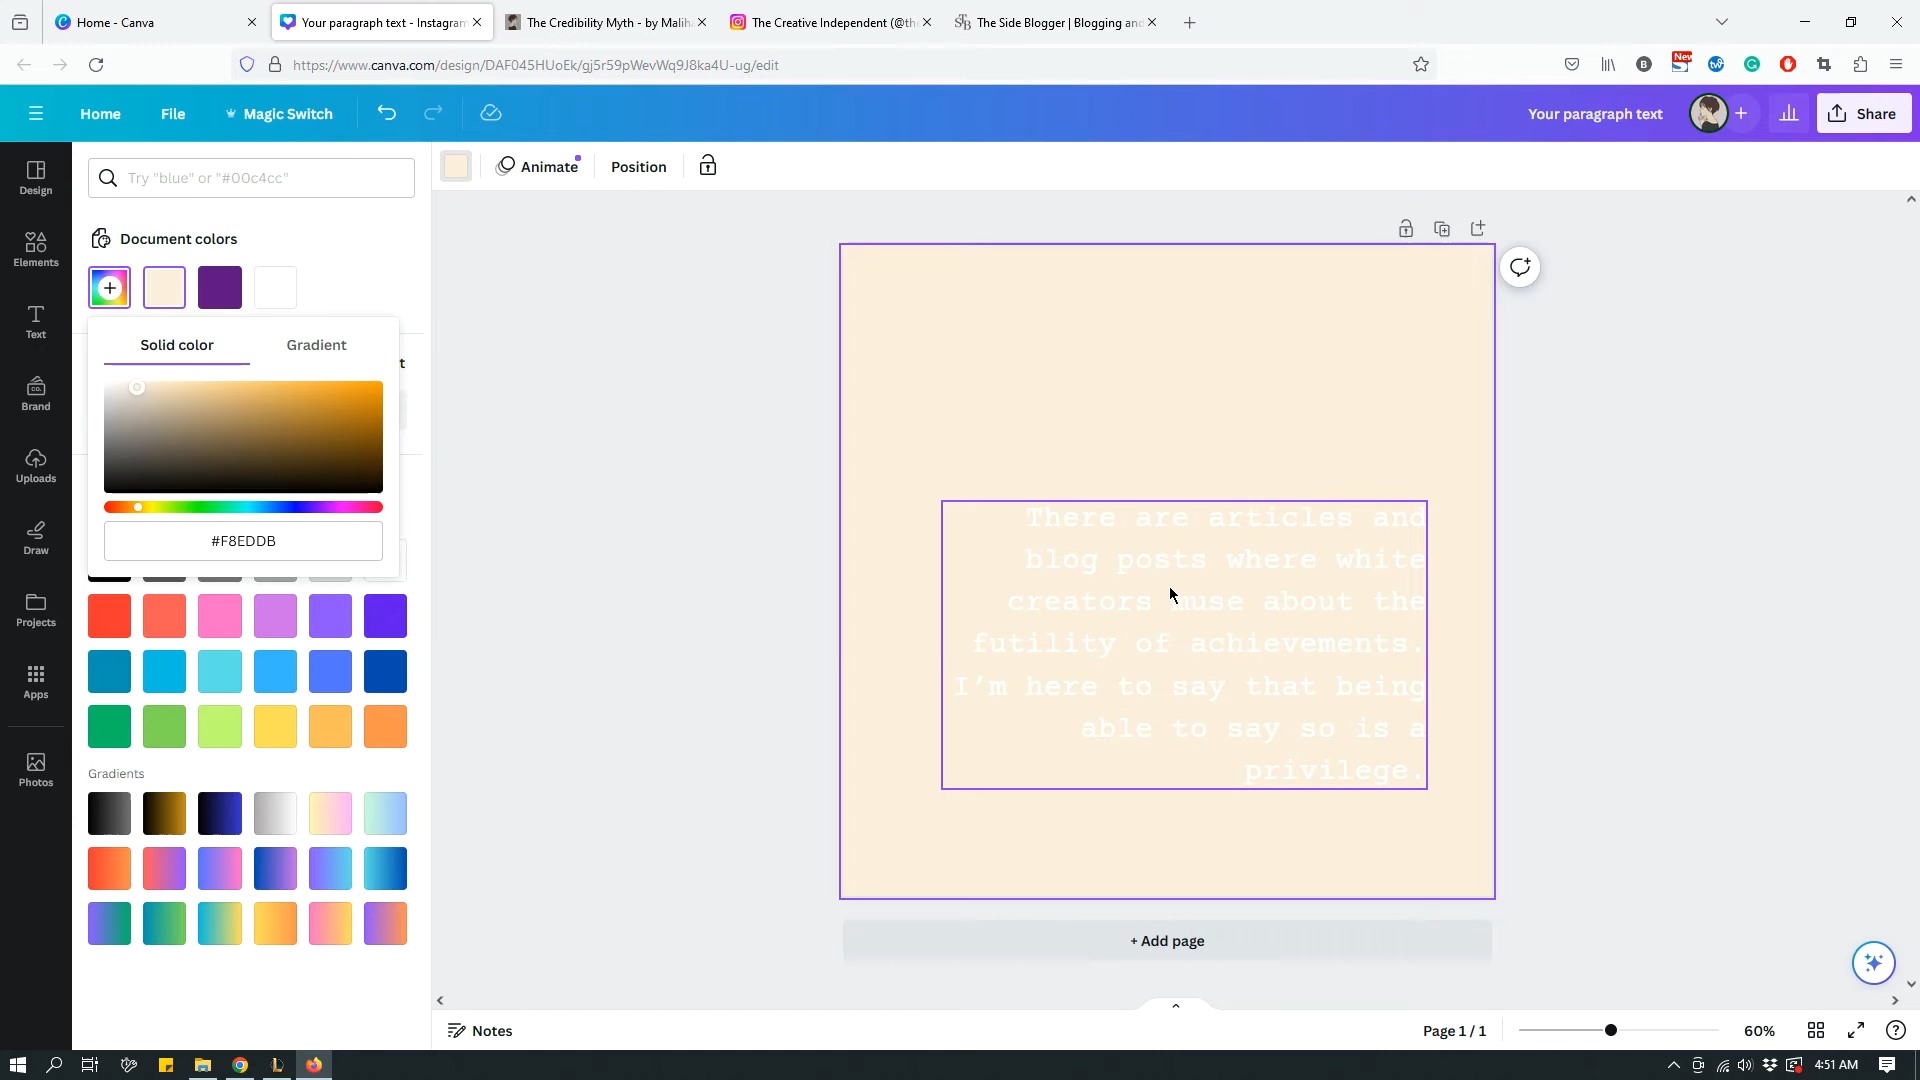 Home - Canva
Your paragraph text - Instagram
The Credibility Myth - by Malih
The Creative Independent (@th
The Side Blogger | Blogging and
https://www.canva.com/design/DAF045HUoEk/gj5r59pWevWq9J8ka4U-ug/edit
New
Home
File
Magic Switch
Your paragraph text
Share
Design
Elements
Text
Brand
Uploads
Draw
Projects
Apps
Photos
Try "blue" or "#00c4cc"
Document colors
Solid color
Gradient
t
#F8EDDB
Gradients
Animate
Position
There are articles and
blog posts where white
creators muse about the
futility of achievements.
I’m here to say that being
able to say so is a
privilege.
+ Add page
Notes
Page 1 / 1
60%
4:51 AM